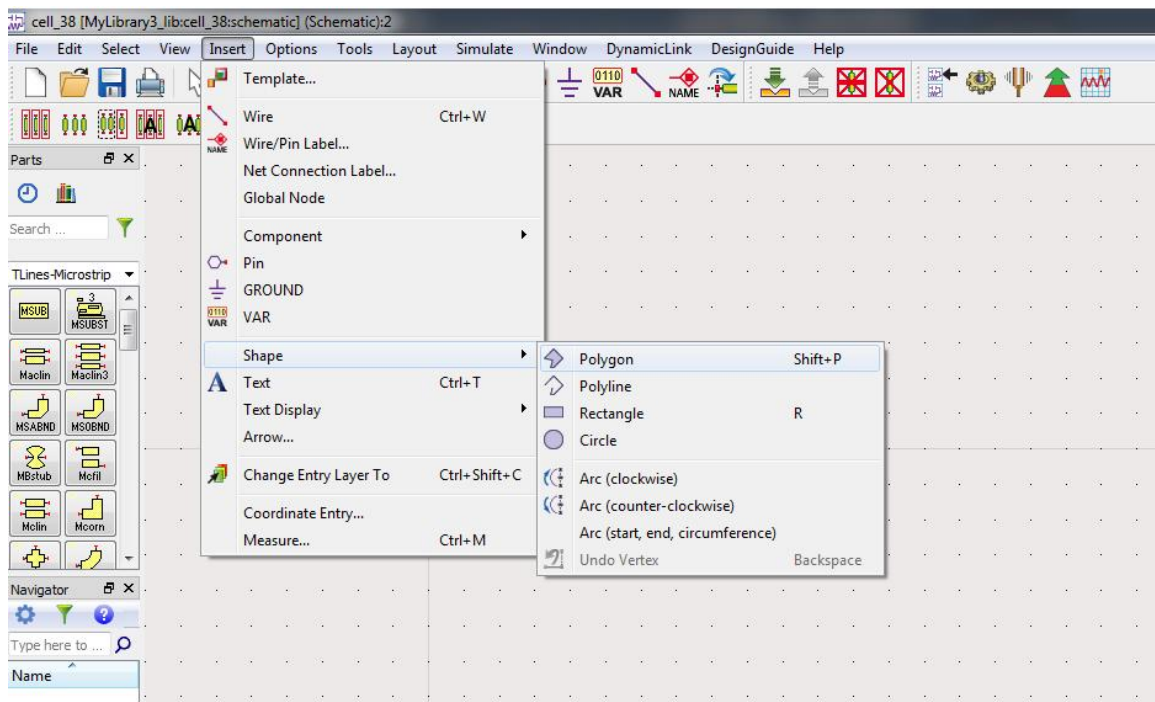 cell_38 [MyLibrary3_lib:cell_38:schematic] (Schematic):2
File Edit Select View Insert Options Tools Layout Simulate Window DynamicLink DesignGuide Help
0110
VAR
NAME
Template...
Wire Ctrl+W
NAME
Wire/Pin Label...
Net Connection Label...
Global Node
Component
Pin
GROUND
0110
VAR
VAR
Shape
A Text Ctrl+T
Text Display
Arrow...
Change Entry Layer To Ctrl+Shift+C
Coordinate Entry...
Measure... Ctrl+M
Polygon Shift+P
Polyline
Rectangle R
Circle
Arc (clockwise)
Arc (counter-clockwise)
Arc (start, end, circumference)
Undo Vertex Backspace
Parts
Search ...
TLines-Microstrip
MSUB
3
MSUBST
Maclin Maclin3
MSABND MSOBND
MBstub Mcfil
Mclin Mcorn
Navigator
Type here to ...
Name